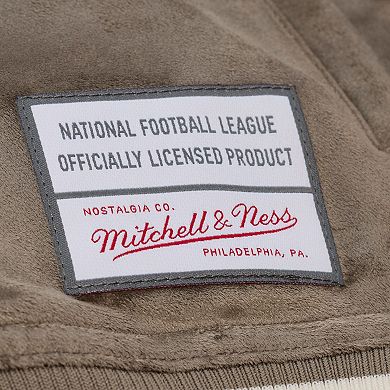 NATIONAL FOOTBALL LEAGUE
OFFICIALLY LICENSED PRODUCT
NOSTALGIA CO.
Mitchell & Ness
PHILADELPHIA, PA.